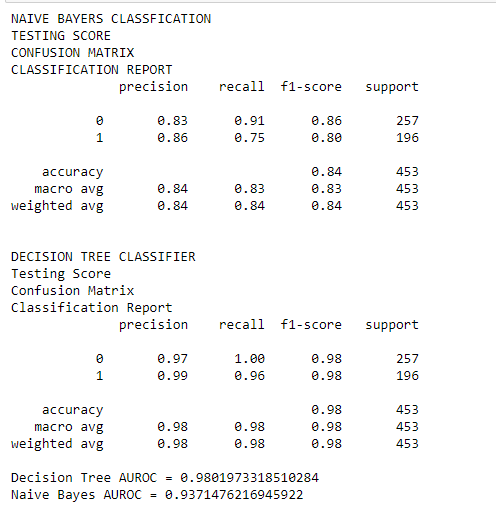 NAIVE BAYERS CLASSFICATION
TESTING SCORE
CONFUSION MATRIX
CLASSIFICATION REPORT
precision recall f1-score support
0 0.83 0.91 0.86 257
1 0.86 0.75 0.80 196
accuracy 0.84 453
macro avg 0.84 0.83 0.83 453
weighted avg 0.84 0.84 0.84 453
DECISION TREE CLASSIFIER
Testing Score
Confusion Matrix
Classification Report
precision recall f1-score support
0 0.97 1.00 0.98 257
1 0.99 0.96 0.98 196
accuracy 0.98 453
macro avg 0.98 0.98 0.98 453
weighted avg 0.98 0.98 0.98 453
Decision Tree AUROC = 0.9801973318510284
Naive Bayes AUROC = 0.9371476216945922